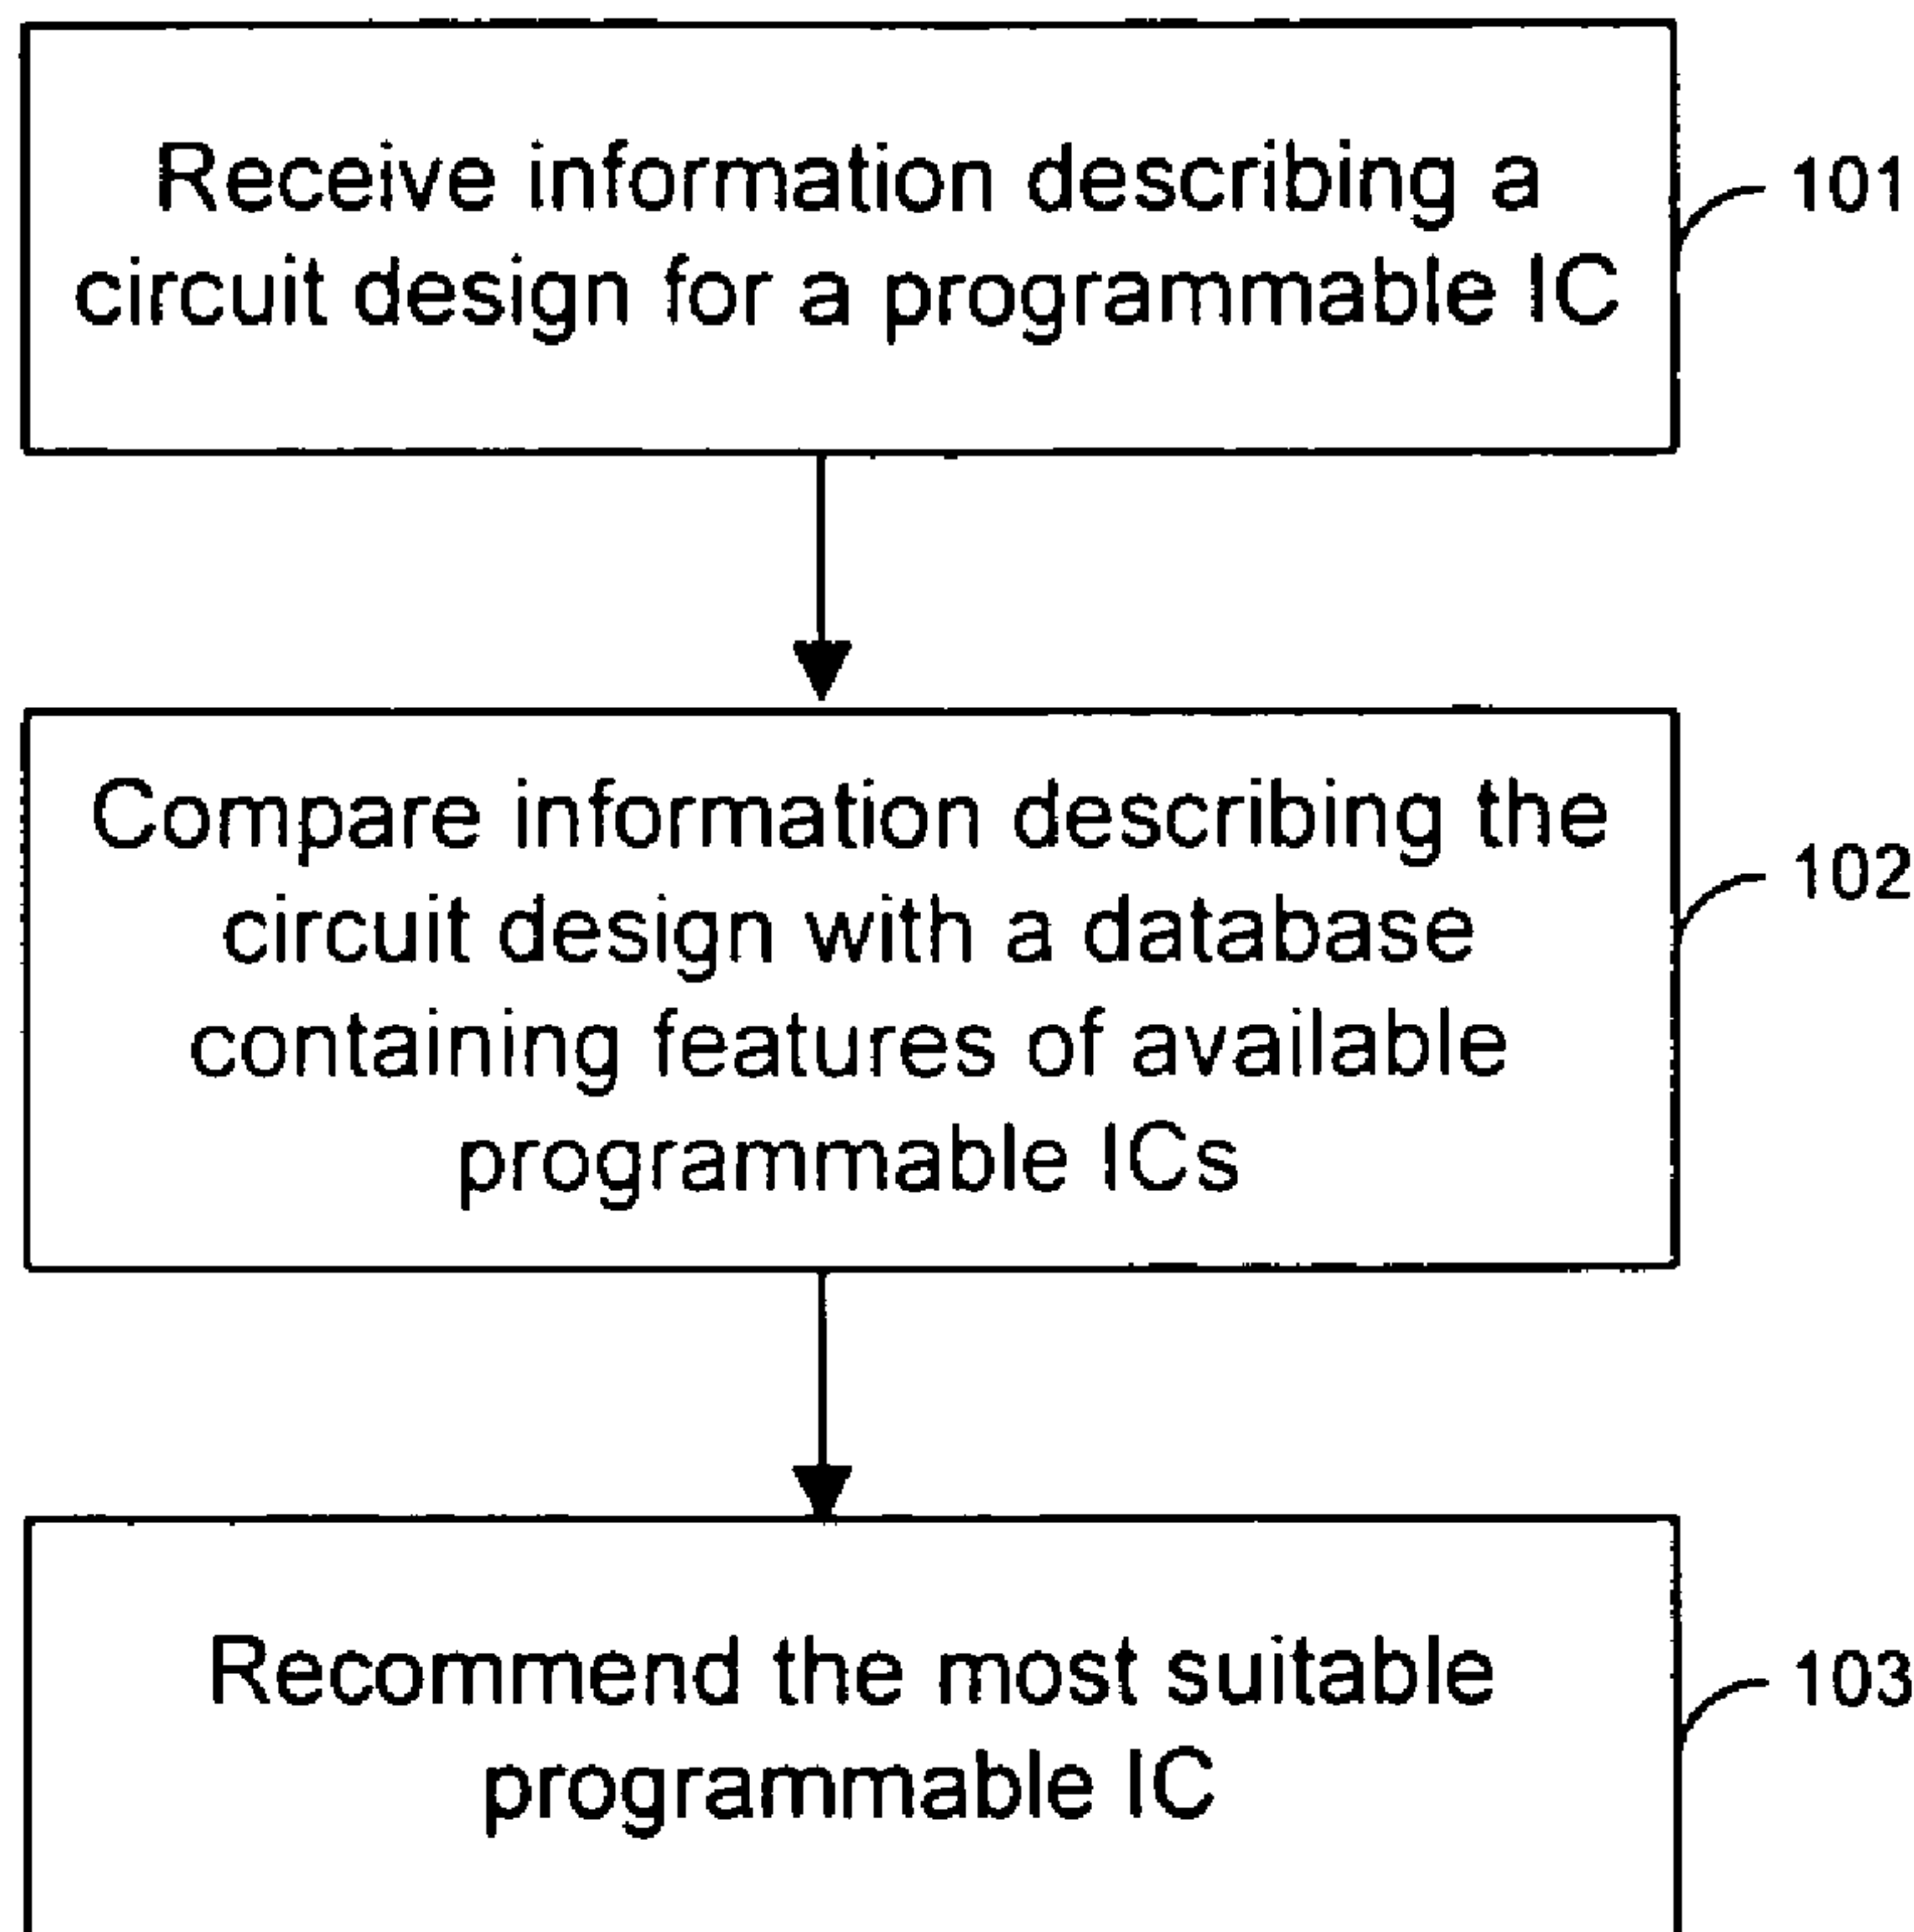 Receive information describing a
circuit design for a programmable IC
101
Compare information describing the
circuit design with a database
containing features of available
programmable ICs
102
Recommend the most suitable
programmable IC
103